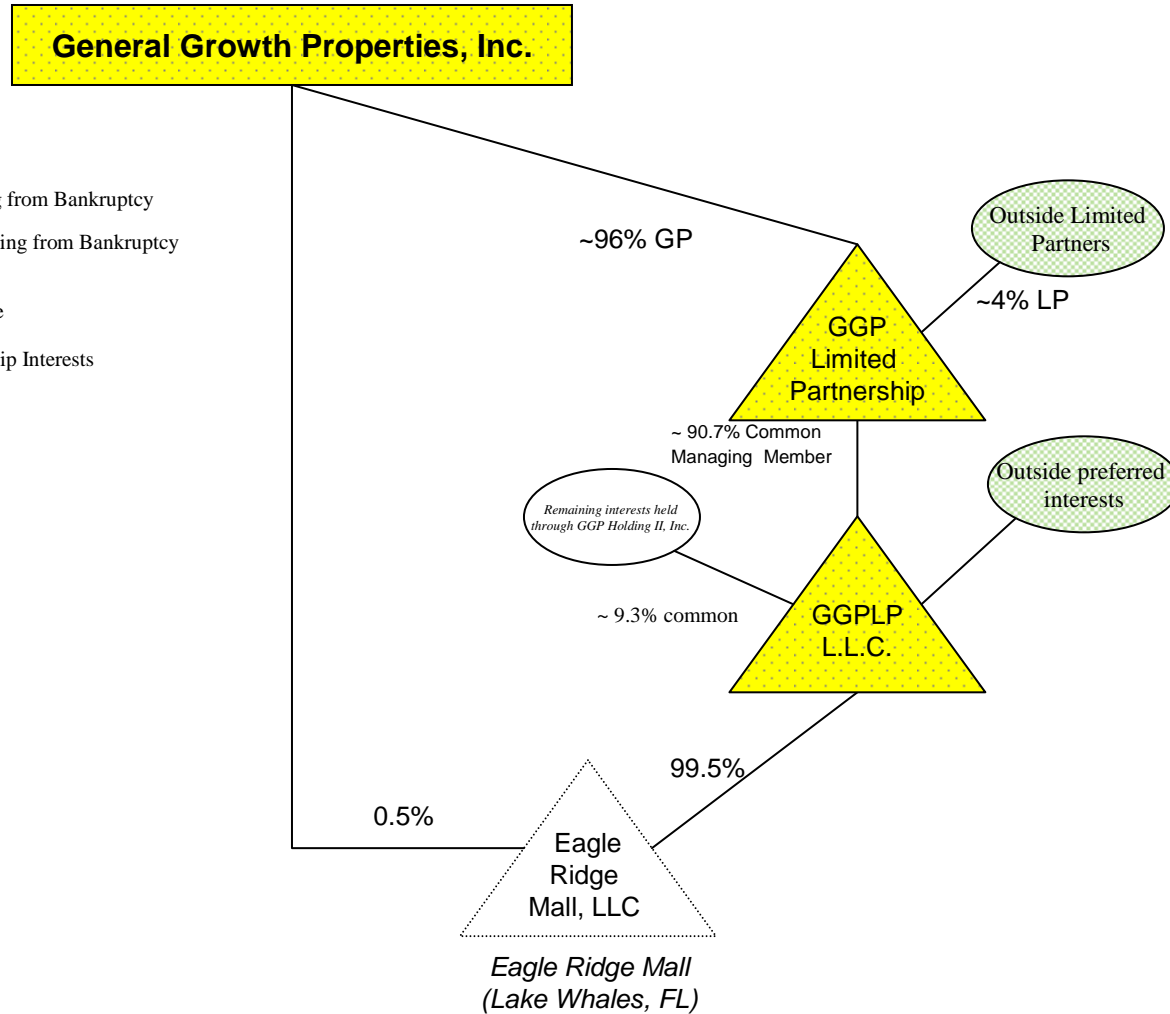 General Growth Properties, Inc.
from Bankruptcy
ing from Bankruptcy
ip Interests
~96% GP
Outside Limited
Partners
~4% LP
GGP
Limited
Partnership
~ 90.7% Common
Managing Member
Remaining interests held
through GGP Holding II, Inc.
Outside preferred
interests
~ 9.3% common
GGPLP
L.L.C.
99.5%
0.5%
Eagle
Ridge
Mall, LLC
Eagle Ridge Mall
(Lake Whales, FL)